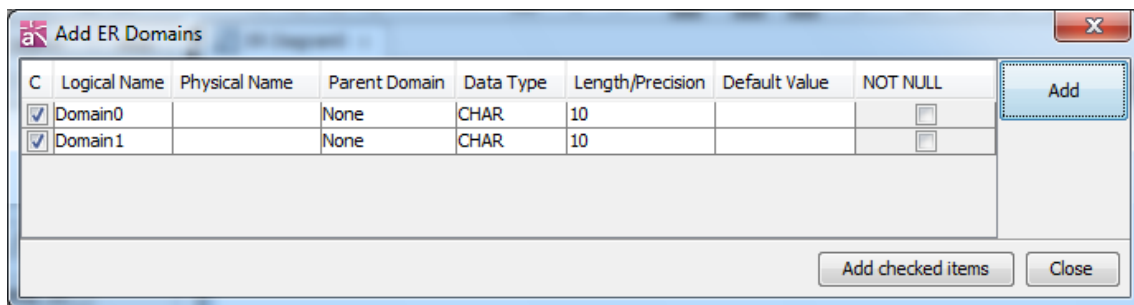 Add ER Domains
C Logical Name Physical Name Parent Domain Data Type Length/Precision Default Value NOT NULL
Add
Domain0 None CHAR 10
Domain1 None CHAR 10
Add checked items Close